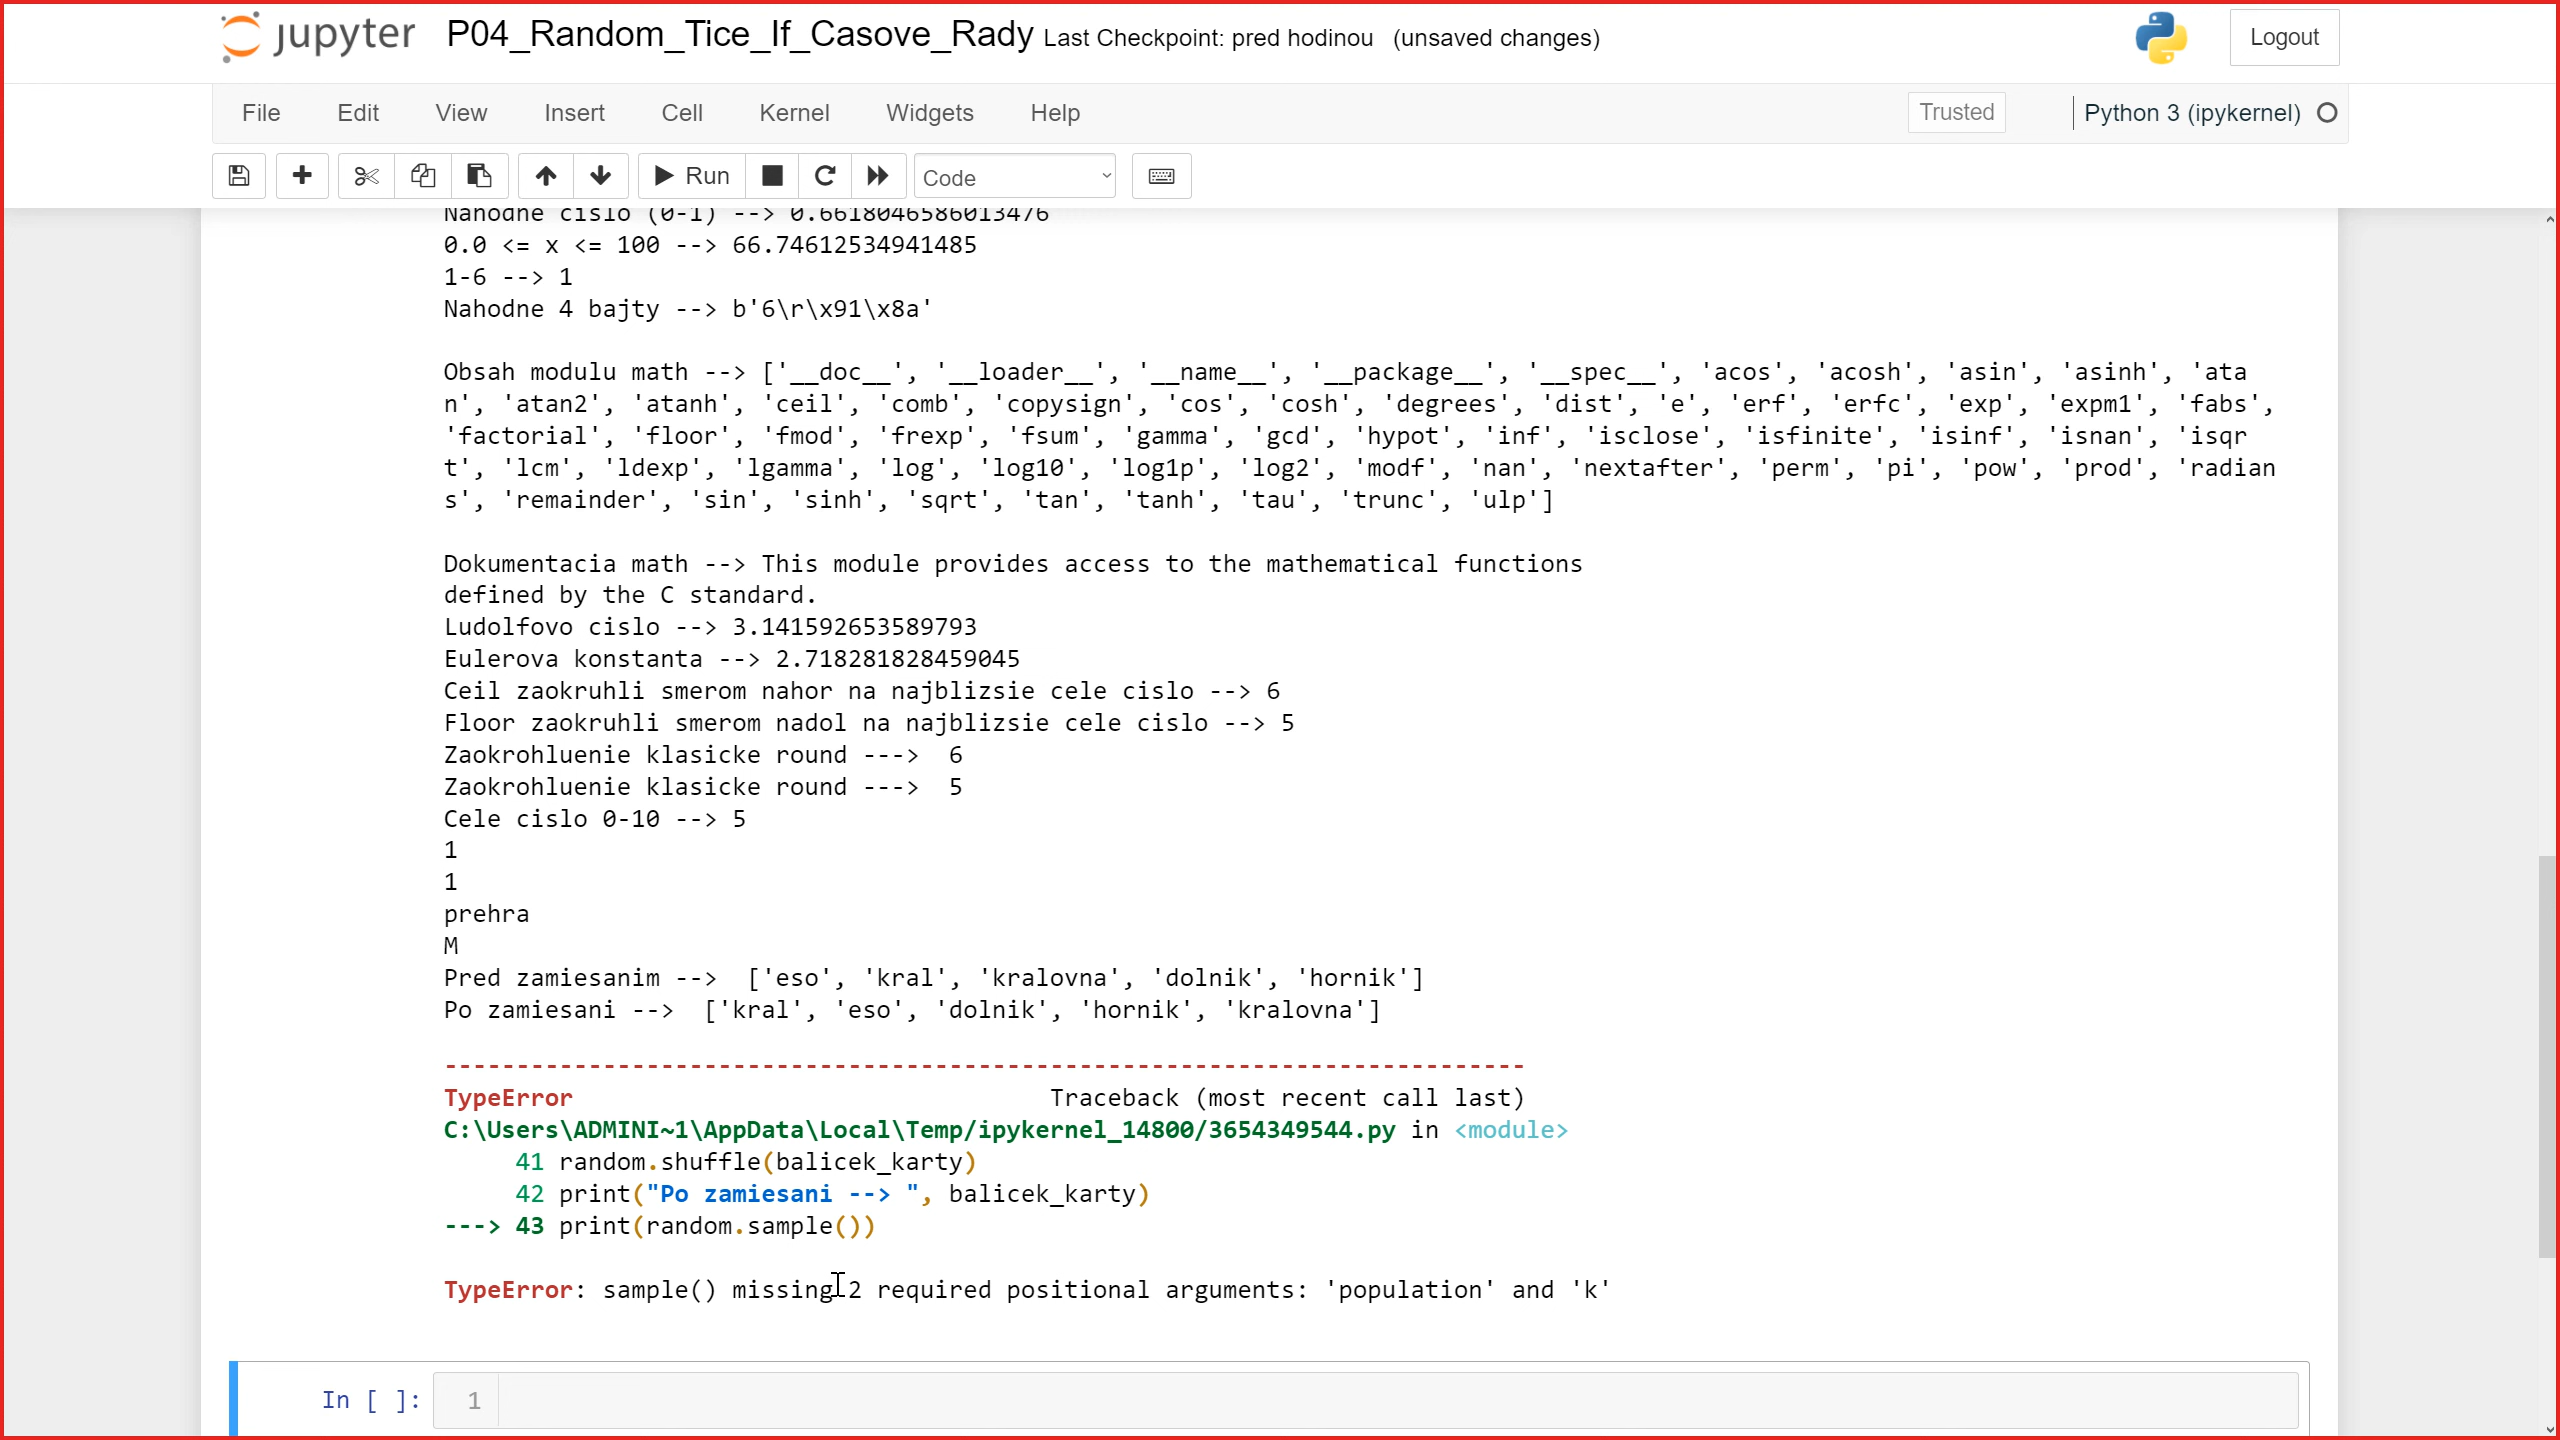 jupyter P04_Random_Tice_If_Casove_Rady Last Checkpoint: pred hodinou (unsaved changes) Logout
File Edit View Insert Cell Kernel Widgets Help Trusted Python 3 (ipykernel)
Run Code
Nahodne cislo (0-1) --> 0.6618046586013476
0.0 <= x <= 100 --> 66.74612534941485
1-6 --> 1
Nahodne 4 bajty --> b'6\r\x91\x8a'
Obsah modulu math --> ['__doc__', '__loader__', '__name__', '__package__', '__spec__', 'acos', 'acosh', 'asin', 'asinh', 'ata
n', 'atan2', 'atanh', 'ceil', 'comb', 'copysign', 'cos', 'cosh', 'degrees', 'dist', 'e', 'erf', 'erfc', 'exp', 'expm1', 'fabs',
'factorial', 'floor', 'fmod', 'frexp', 'fsum', 'gamma', 'gcd', 'hypot', 'inf', 'isclose', 'isfinite', 'isinf', 'isnan', 'isqr
t', 'lcm', 'ldexp', 'lgamma', 'log', 'log10', 'log1p', 'log2', 'modf', 'nan', 'nextafter', 'perm', 'pi', 'pow', 'prod', 'radian
s', 'remainder', 'sin', 'sinh', 'sqrt', 'tan', 'tanh', 'tau', 'trunc', 'ulp']
Dokumentacia math --> This module provides access to the mathematical functions
defined by the C standard.
Ludolfovo cislo --> 3.141592653589793
Eulerova konstanta --> 2.718281828459045
Ceil zaokruhli smerom nahor na najblizsie cele cislo --> 6
Floor zaokruhli smerom nadol na najblizsie cele cislo --> 5
Zaokrohluenie klasicke round --->  6
Zaokrohluenie klasicke round --->  5
Cele cislo 0-10 --> 5
1
1
prehra
M
Pred zamiesanim -->  ['eso', 'kral', 'kralovna', 'dolnik', 'hornik']
Po zamiesani -->  ['kral', 'eso', 'dolnik', 'hornik', 'kralovna']
---------------------------------------------------------------------------
TypeError Traceback (most recent call last)
C:\Users\ADMINI~1\AppData\Local\Temp/ipykernel_14800/3654349544.py in <module>
41 random.shuffle(balicek_karty)
42 print("Po zamiesani --> ", balicek_karty)
---> 43 print(random.sample())
TypeError: sample() missing 2 required positional arguments: 'population' and 'k'
In [ ]: 1